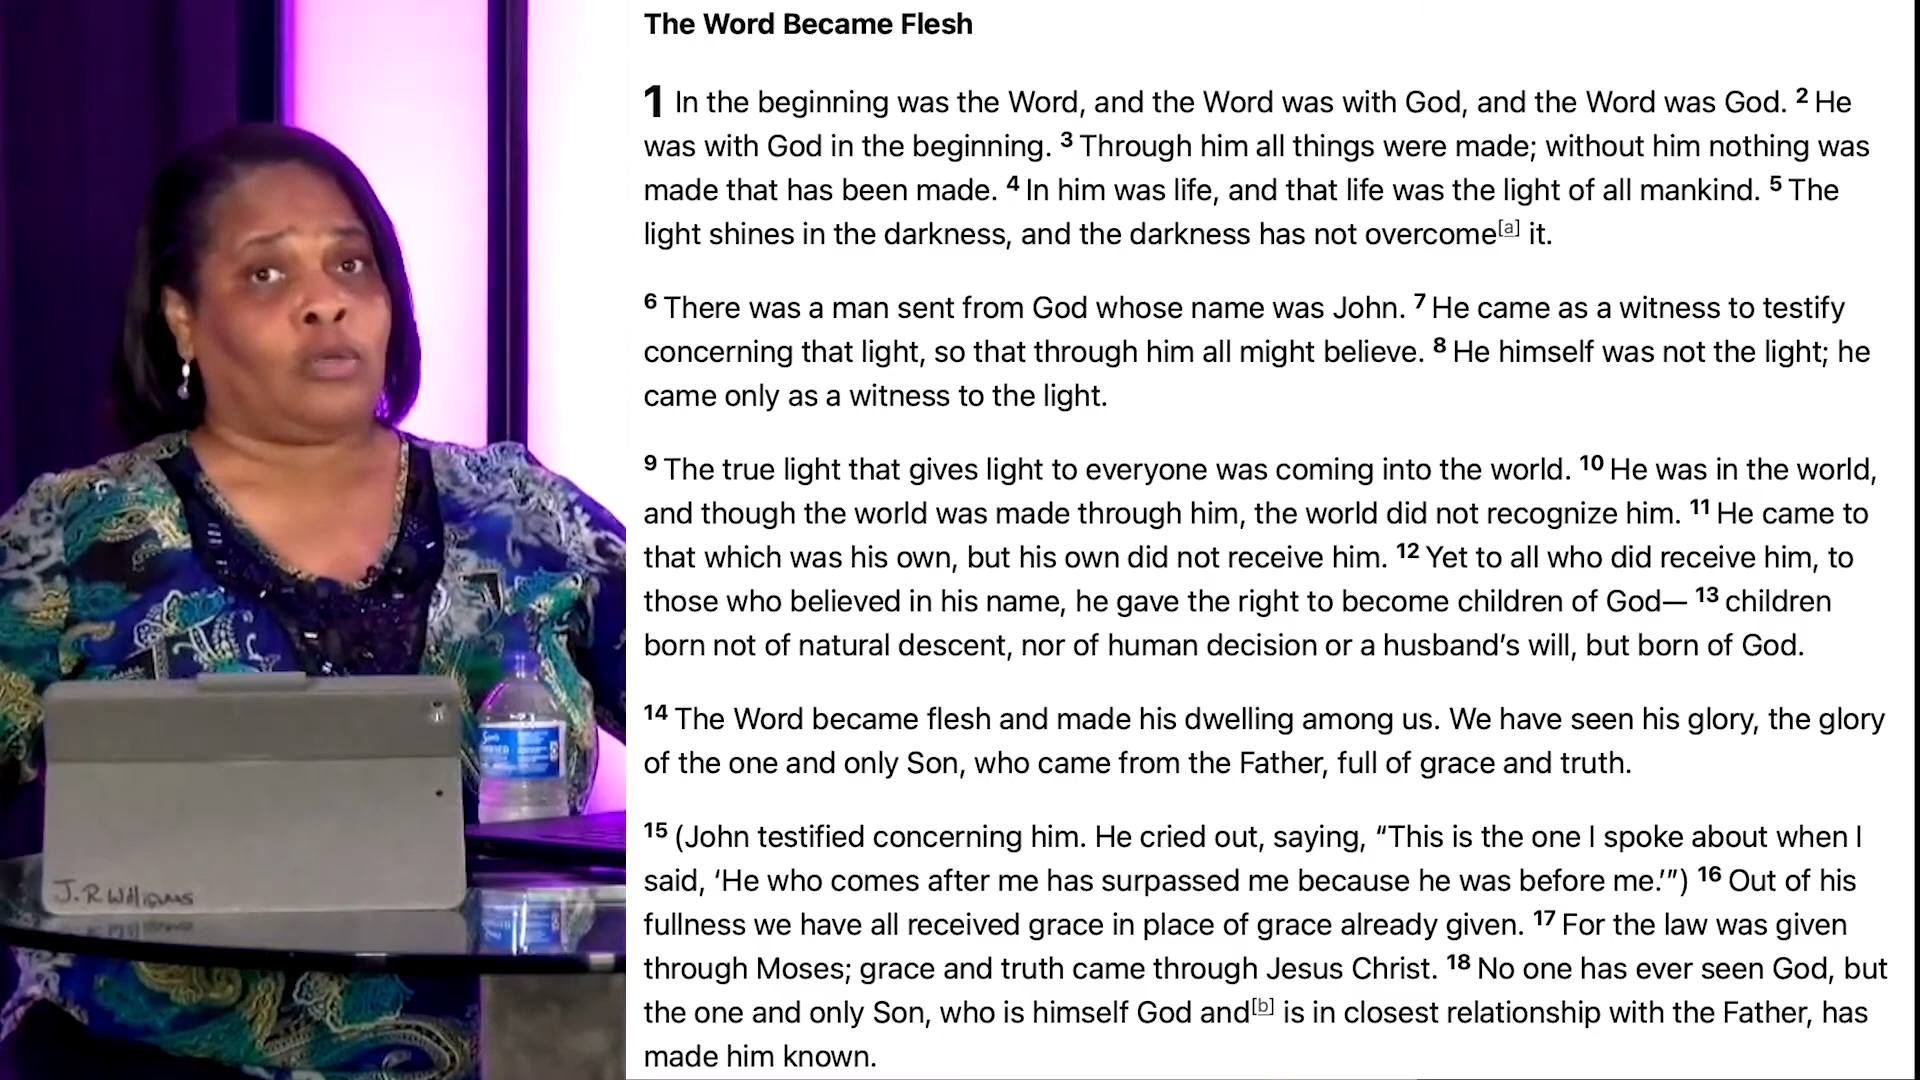 The Word Became Flesh
1 In the beginning was the Word, and the Word was with God, and the Word was God. 2 He
was with God in the beginning. 3 Through him all things were made; without him nothing was
made that has been made. 4 In him was life, and that life was the light of all mankind. 5 The
light shines in the darkness, and the darkness has not overcome[a] it.
6 There was a man sent from God whose name was John. 7 He came as a witness to testify
concerning that light, so that through him all might believe. 8 He himself was not the light; he
came only as a witness to the light.
9 The true light that gives light to everyone was coming into the world. 10 He was in the world,
and though the world was made through him, the world did not recognize him. 11 He came to
that which was his own, but his own did not receive him. 12 Yet to all who did receive him, to
those who believed in his name, he gave the right to become children of God— 13 children
born not of natural descent, nor of human decision or a husband’s will, but born of God.
14 The Word became flesh and made his dwelling among us. We have seen his glory, the glory
of the one and only Son, who came from the Father, full of grace and truth.
15 (John testified concerning him. He cried out, saying, “This is the one I spoke about when I
said, ‘He who comes after me has surpassed me because he was before me.’”) 16 Out of his
fullness we have all received grace in place of grace already given. 17 For the law was given
through Moses; grace and truth came through Jesus Christ. 18 No one has ever seen God, but
the one and only Son, who is himself God and[b] is in closest relationship with the Father, has
made him known.
J.R Williams